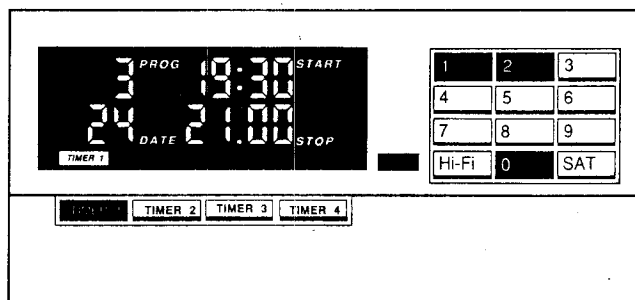 3 PROG 19:30 START
24 DATE 21.00 STOP
TIMER 1
1 2 3
4 5 6
7 8 9
Hi-Fi 0 SAT
TIMER 2 TIMER 3 TIMER 4